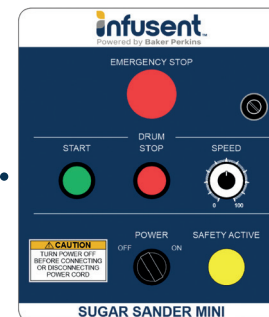 infusent
Powered by Baker Perkins
EMERGENCY STOP
DRUM
START STOP SPEED
0 100
POWER SAFETY ACTIVE
OFF ON
CAUTION
TURN POWER OFF
BEFORE CONNECTING
OR DISCONNECTING
POWER CORD
SUGAR SANDER MINI